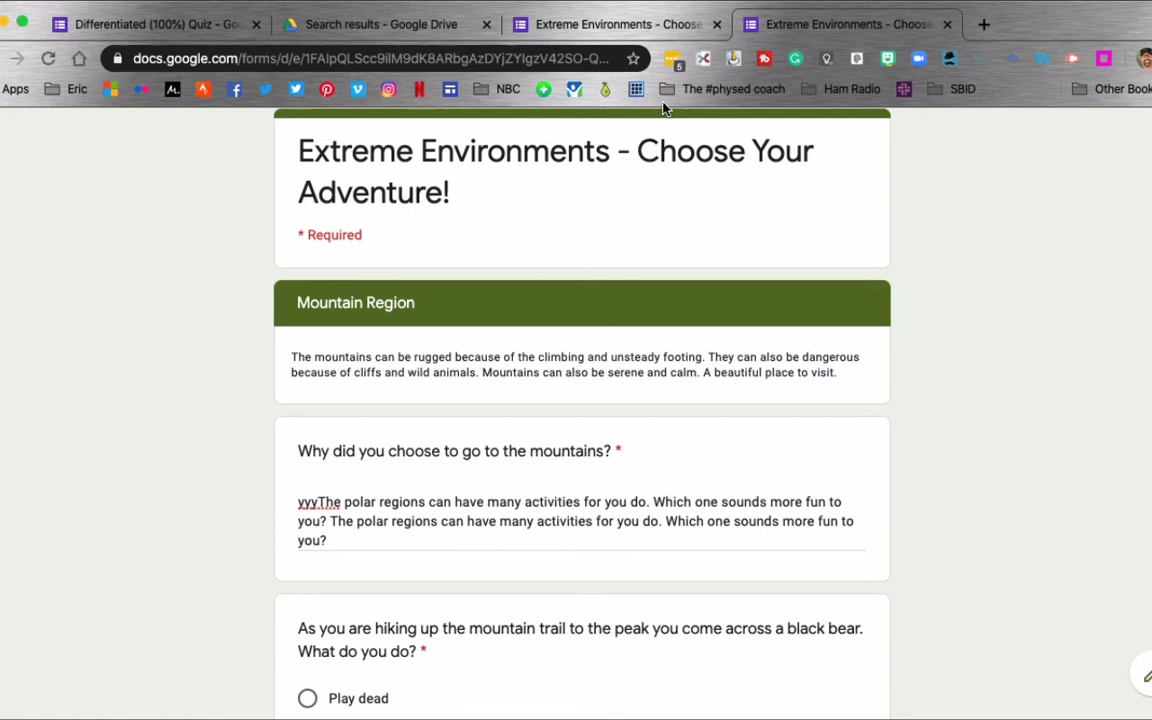 Differentiated (100%) Quiz - Go
Search results - Google Drive
Extreme Environments - Choose
Extreme Environments - Choose
docs.google.com/forms/d/e/1FAIpQLScc9ilM9dK8ARbgAzDYjZYIgzV42SO-Q...
5
Apps
Eric
NBC
The #physed coach
Ham Radio
SBID
Other Book
Extreme Environments - Choose Your
Adventure!
* Required
Mountain Region
The mountains can be rugged because of the climbing and unsteady footing. They can also be dangerous
because of cliffs and wild animals. Mountains can also be serene and calm. A beautiful place to visit.
Why did you choose to go to the mountains? *
yyyThe polar regions can have many activities for you do. Which one sounds more fun to
you? The polar regions can have many activities for you do. Which one sounds more fun to
you?
As you are hiking up the mountain trail to the peak you come across a black bear.
What do you do? *
Play dead